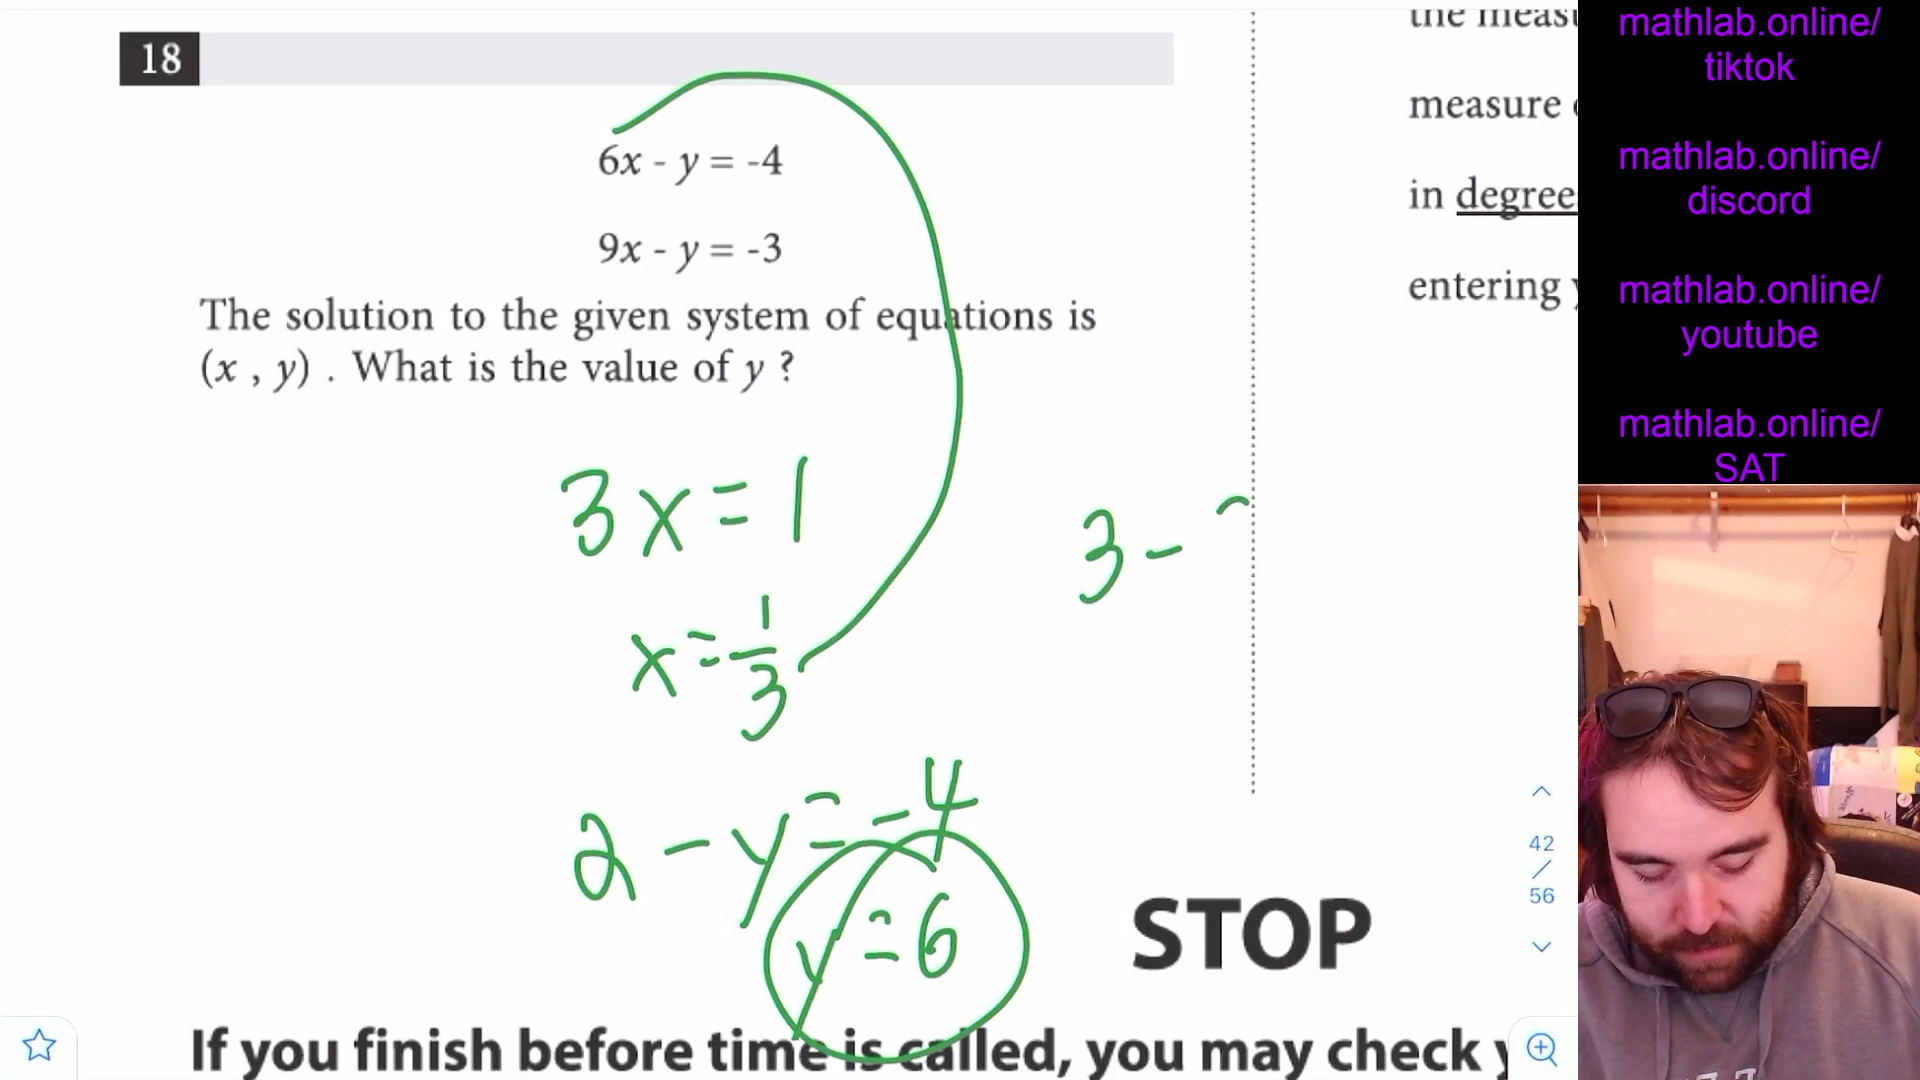 18
6x - y = -4
9x - y = -3
The solution to the given system of equations is
(x , y) . What is the value of y ?
3x = 1
x = 1/3
2 - y = -4
y = 6
3 -
STOP
If you finish before time is called, you may check
measure
in degree
entering
42
/
56
mathlab.online/
tiktok
mathlab.online/
discord
mathlab.online/
youtube
mathlab.online/
SAT